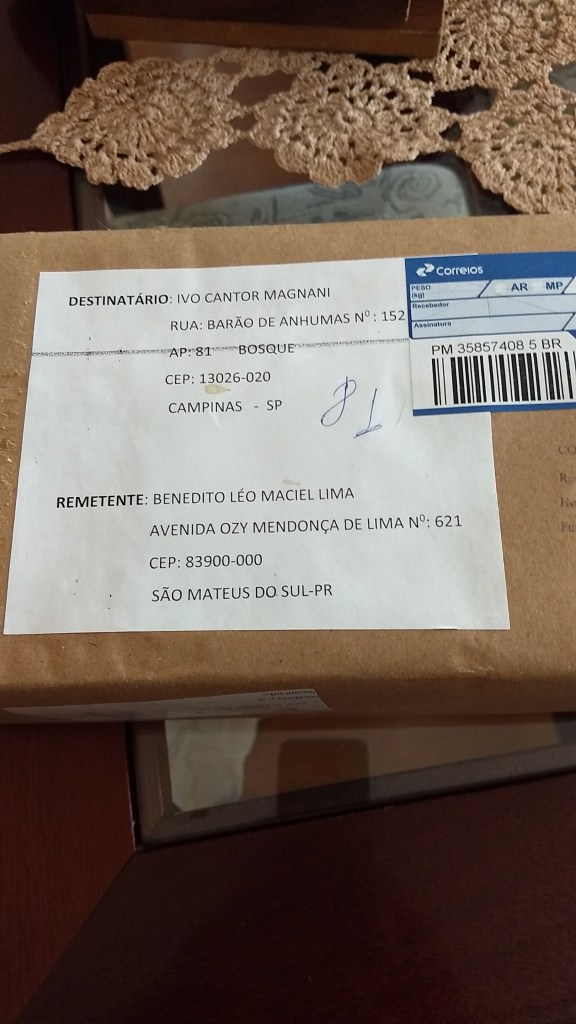 DESTINATÁRIO: IVO CANTOR MAGNANI
RUA: BARÃO DE ANHUMAS Nº: 152
AP: 81 BOSQUE
CEP: 13026-020
CAMPINAS - SP
81
Correios
PESO (kg) AR MP
Recebedor
Assinatura
PM 35857408 5 BR
REMETENTE: BENEDITO LÉO MACIEL LIMA
AVENIDA OZY MENDONÇA DE LIMA Nº: 621
CEP: 83900-000
SÃO MATEUS DO SUL-PR